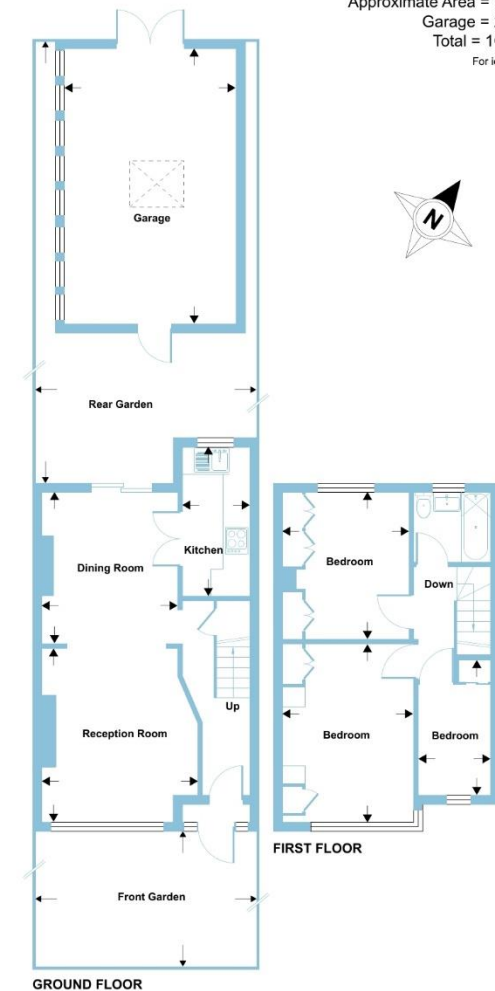 Approximate Area =
Garage =
Total =
For
Garage
N
Rear Garden
Kitchen
Dining Room
Bedroom
Down
Up
Reception Room
Bedroom
Bedroom
FIRST FLOOR
Front Garden
GROUND FLOOR